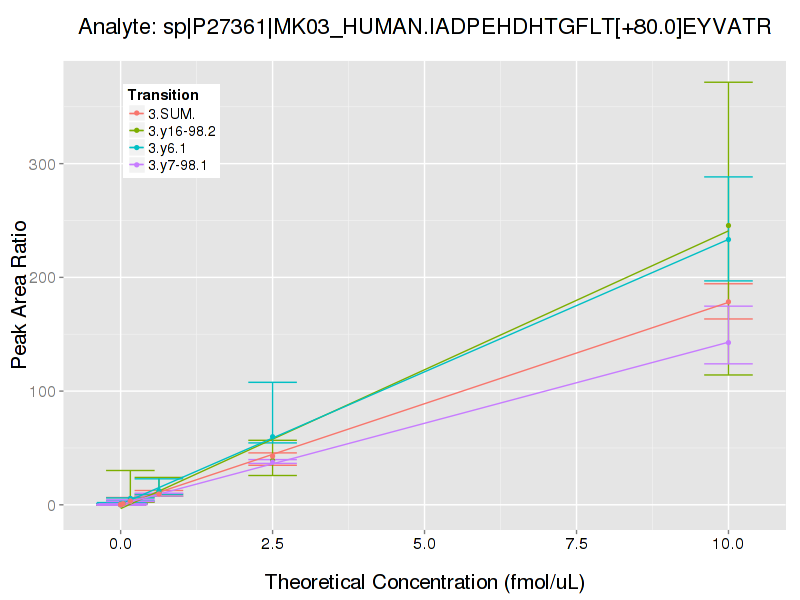 Analyte: sp|P27361|MK03_HUMAN.IADPEHDHTGFLT[+80.0]EYVATR
Transition
3.SUM.
3.y16-98.2
3.y6.1
3.y7-98.1
Peak Area Ratio
300
200
100
0
0.0 2.5 5.0 7.5 10.0
Theoretical Concentration (fmol/uL)